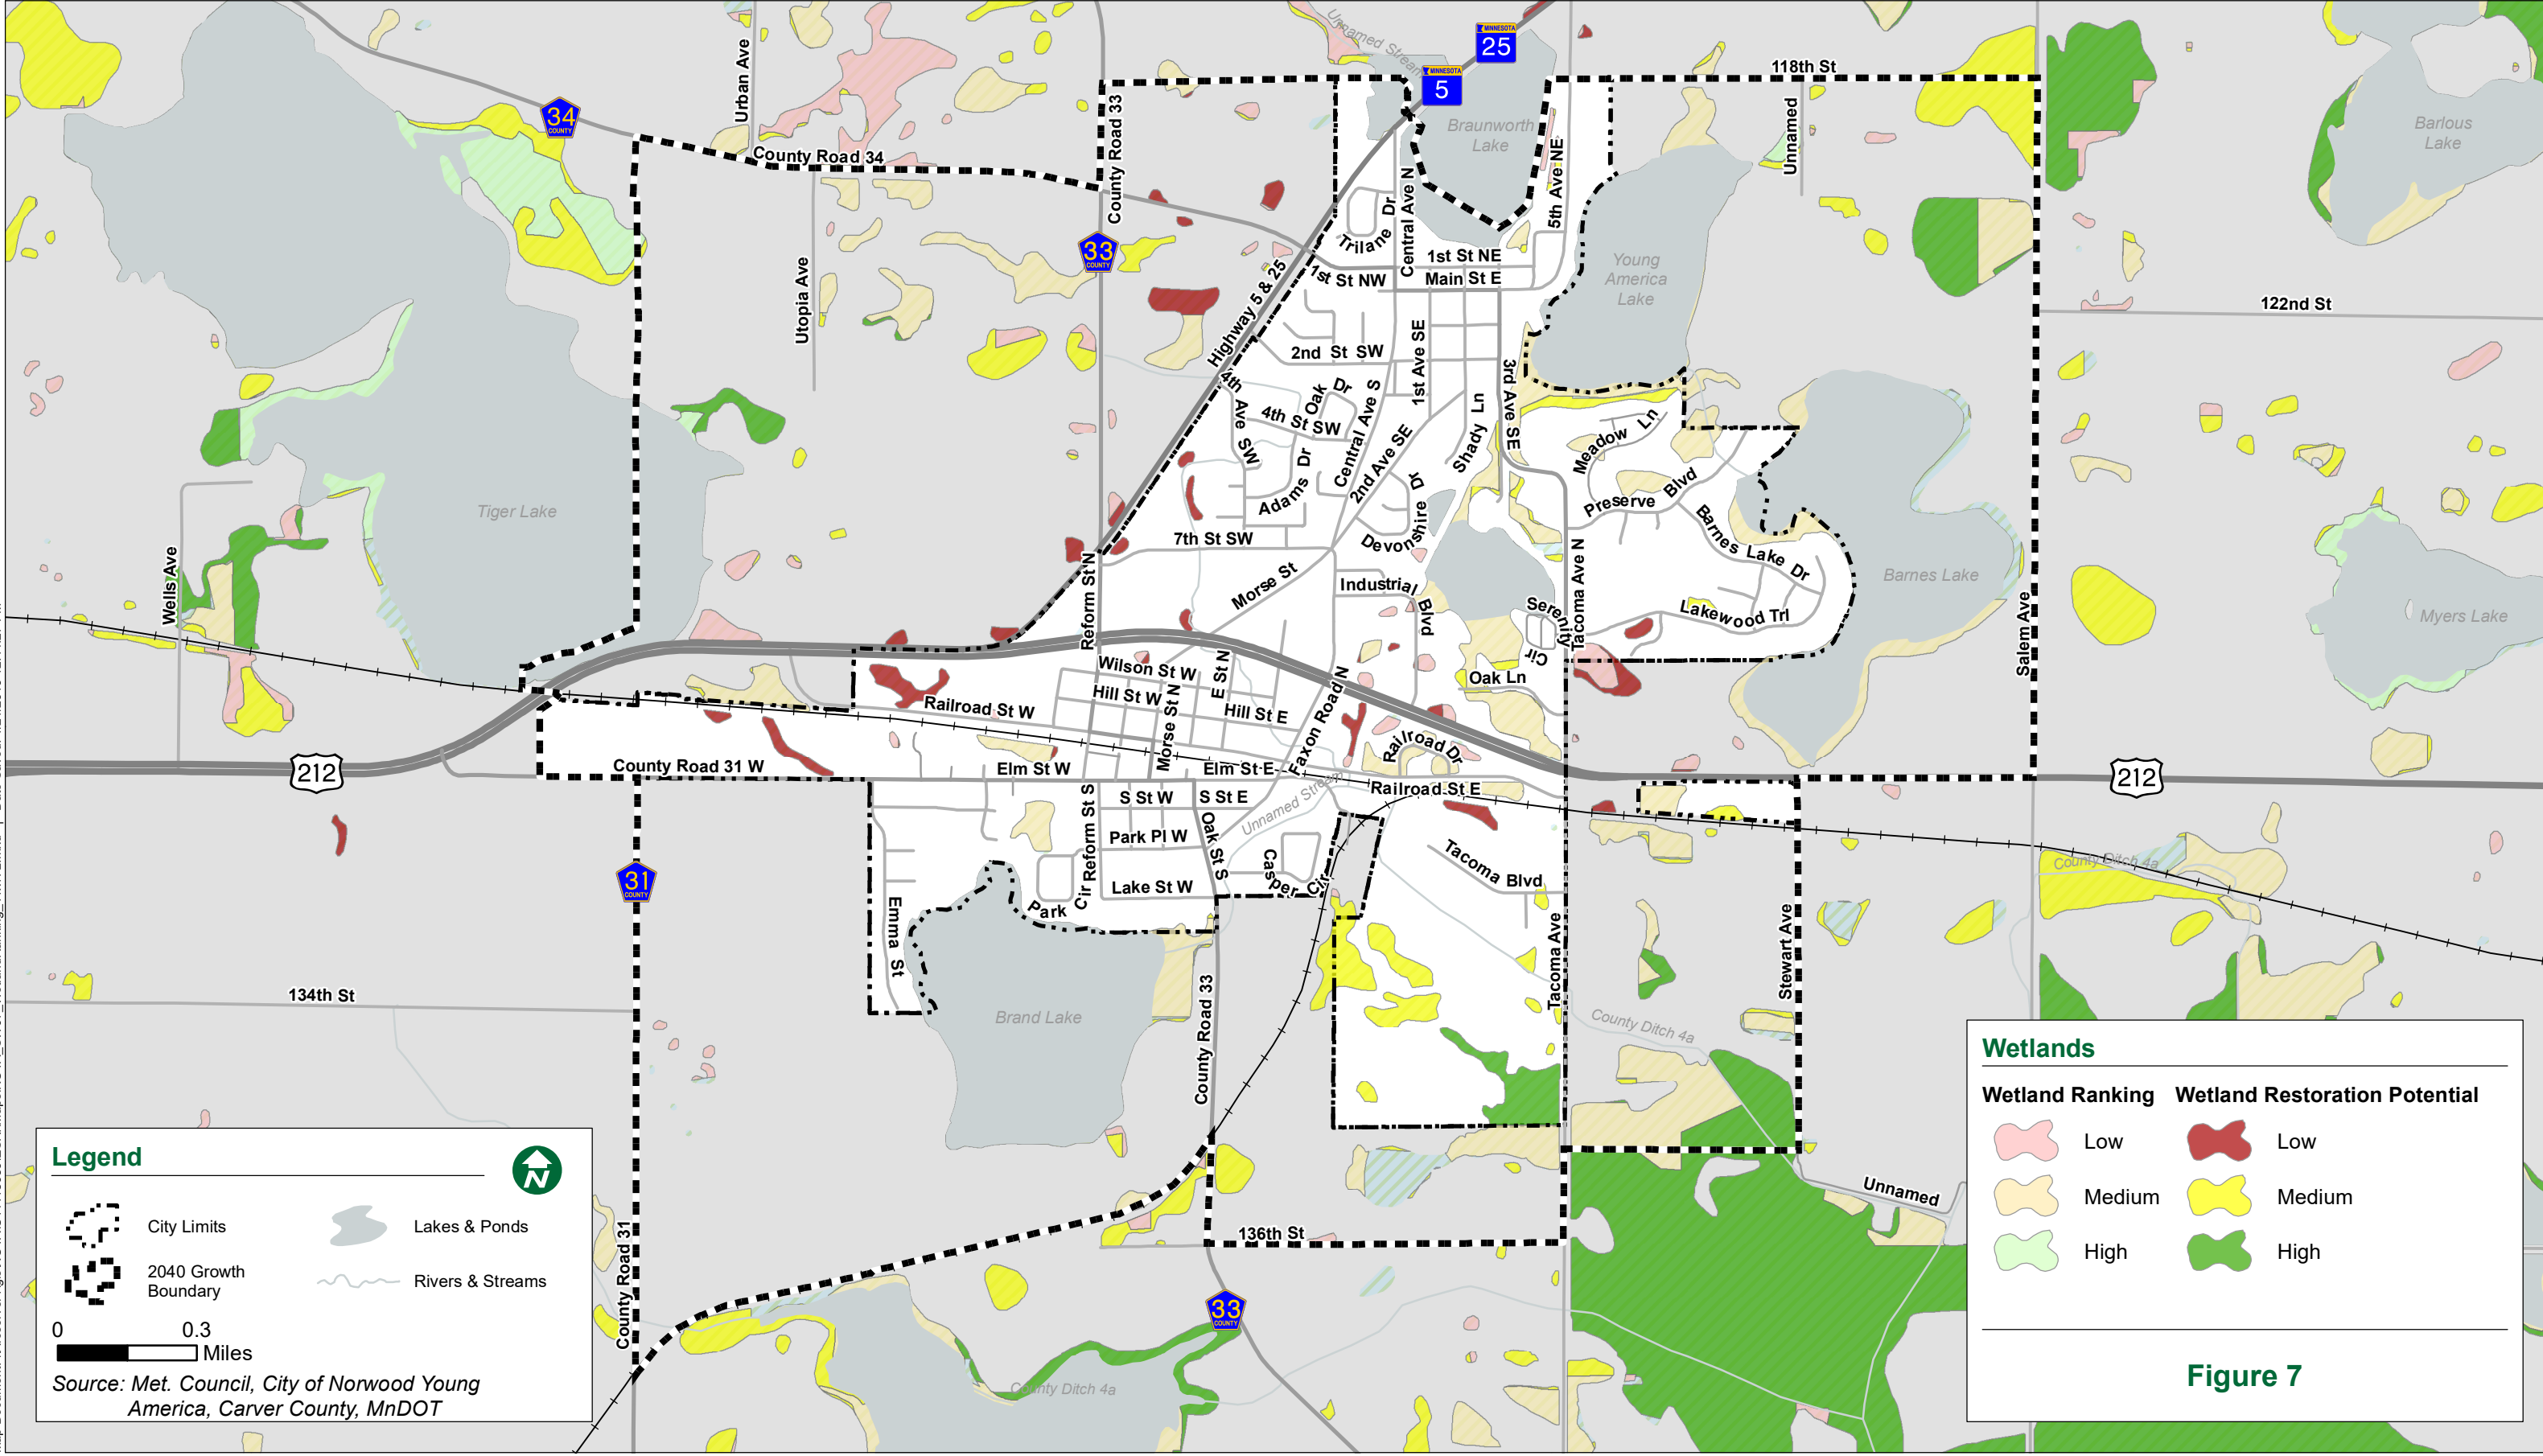 Unnamed Stream
MINNESOTA
25
MINNESOTA
5
118th St
Urban Ave
34
COUNTY
County Road 34
County Road 33
Braunworth
Lake
Barlous
Lake
Unnamed
5th Ave NE
Central Ave N
Trilane Dr
33
COUNTY
1st St NE
1st St NW
Main St E
Young
America
Lake
Utopia Ave
Highway 5 & 25
122nd St
2nd St SW
1st Ave SE
3rd Ave SE
4th Ave SW
Oak Dr
4th St SW
Central Ave S
Shady Ln
Meadow Ln
2nd Ave SE
Adams Dr
Devonshire Dr
Preserve Blvd
Barnes Lake Dr
Tiger Lake
7th St SW
Wells Ave
Reform St N
Morse St
Industrial Blvd
Tacoma Ave N
Barnes Lake
Lakewood Trl
Salem Ave
Myers Lake
Serenity Cir
Wilson St W
E St N
Hill St W
Morse St N
Hill St E
Faxon Road N
Oak Ln
Railroad St W
Railroad Dr
212
County Road 31 W
Elm St W
Elm St E
212
Railroad St E
Unnamed Stream
S St W
S St E
Reform St S
Park Pl W
Oak St S
Casper Cir
Tacoma Blvd
Lake St W
Park Cir
31
COUNTY
Emma St
County Ditch 4a
Stewart Ave
Tacoma Ave
134th St
Brand Lake
County Road 33
County Ditch 4a
136th St
Unnamed
County Road 31
33
COUNTY
County Ditch 4a
Legend
N
City Limits
Lakes & Ponds
2040 Growth
Boundary
Rivers & Streams
0 0.3
Miles
Source: Met. Council, City of Norwood Young
America, Carver County, MnDOT
Wetlands
Wetland Ranking Wetland Restoration Potential
Low Low
Medium Medium
High High
Figure 7